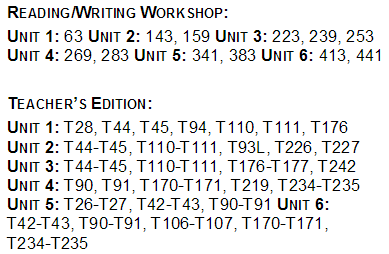 READING/WRITING WORKSHOP:
UNIT 1: 63 UNIT 2: 143, 159 UNIT 3: 223, 239, 253
UNIT 4: 269, 283 UNIT 5: 341, 383 UNIT 6: 413, 441
TEACHER'S EDITION:
UNIT 1: T28, T44, T45, T94, T110, T111, T176
UNIT 2: T44-T45, T110-T111, T93L, T226, T227
UNIT 3: T44-T45, T110-T111, T176-T177, T242
UNIT 4: T90, T91, T170-T171, T219, T234-T235
UNIT 5: T26-T27, T42-T43, T90-T91 UNIT 6:
T42-T43, T90-T91, T106-T107, T170-T171,
T234-T235